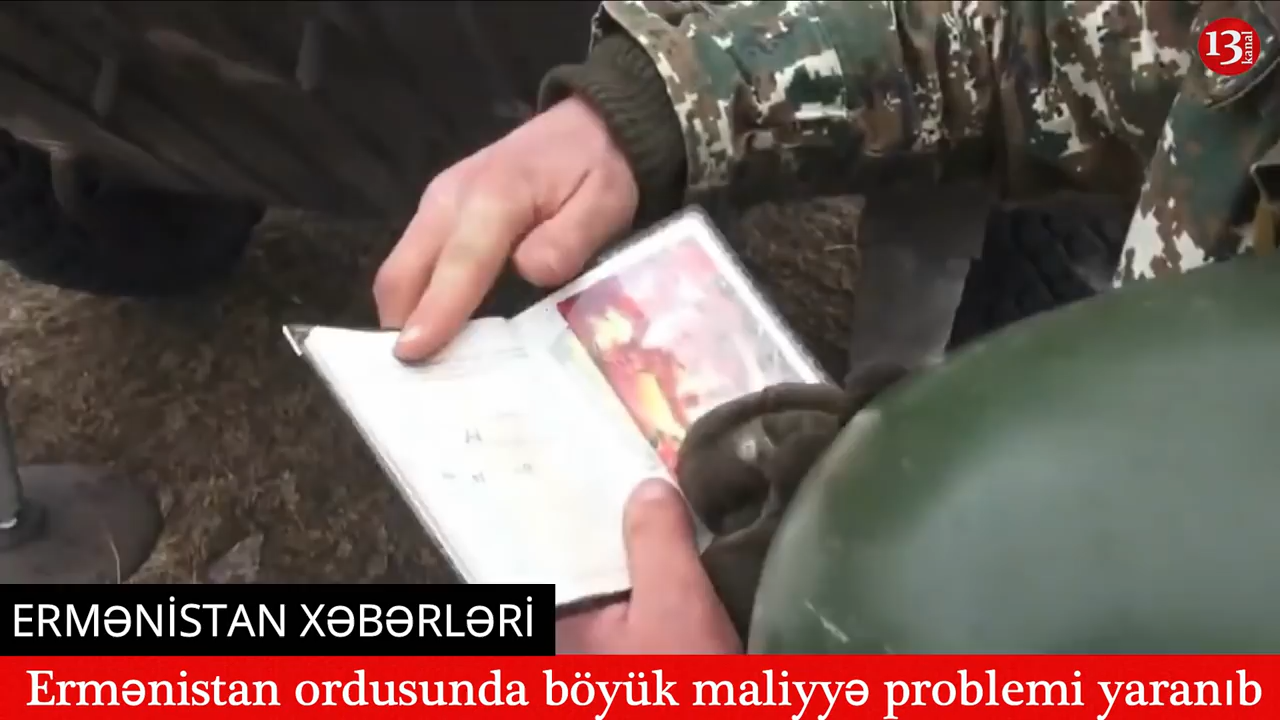 13
kanal
ERMƏNİSTAN XƏBƏRLƏRİ
Ermənistan ordusunda böyük maliyyə problemi yaranıb